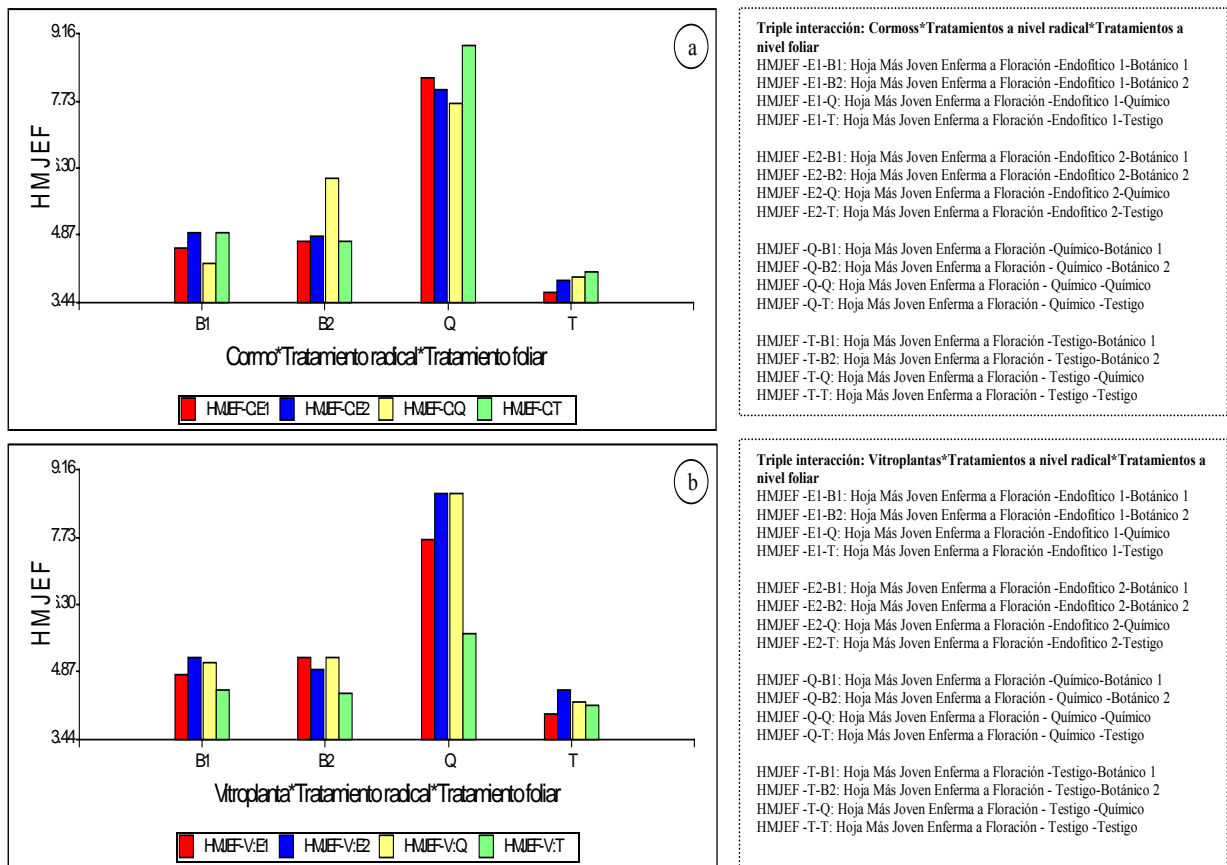 9.16
a
7.73
6.30
4.87
3.44
HMJEF
B1
B2
Q
T
Cormo*Tratamiento radical*Tratamiento foliar
HMJEF-C:E1
HMJEF-C:E2
HMJEF-C:Q
HMJEF-C:T
Triple interacción: Cormoss*Tratamientos a nivel radical*Tratamientos a
nivel foliar
HMJEF -E1-B1: Hoja Más Joven Enferma a Floración -Endofítico 1-Botánico 1
HMJEF -E1-B2: Hoja Más Joven Enferma a Floración -Endofítico 1-Botánico 2
HMJEF -E1-Q: Hoja Más Joven Enferma a Floración -Endofítico 1-Químico
HMJEF -E1-T: Hoja Más Joven Enferma a Floración -Endofítico 1-Testigo
HMJEF -E2-B1: Hoja Más Joven Enferma a Floración -Endofítico 2-Botánico 1
HMJEF -E2-B2: Hoja Más Joven Enferma a Floración -Endofítico 2-Botánico 2
HMJEF -E2-Q: Hoja Más Joven Enferma a Floración -Endofítico 2-Químico
HMJEF -E2-T: Hoja Más Joven Enferma a Floración -Endofítico 2-Testigo
HMJEF -Q-B1: Hoja Más Joven Enferma a Floración -Químico-Botánico 1
HMJEF -Q-B2: Hoja Más Joven Enferma a Floración - Químico -Botánico 2
HMJEF -Q-Q: Hoja Más Joven Enferma a Floración - Químico -Químico
HMJEF -Q-T: Hoja Más Joven Enferma a Floración - Químico -Testigo
HMJEF -T-B1: Hoja Más Joven Enferma a Floración -Testigo-Botánico 1
HMJEF -T-B2: Hoja Más Joven Enferma a Floración - Testigo-Botánico 2
HMJEF -T-Q: Hoja Más Joven Enferma a Floración - Testigo -Químico
HMJEF -T-T: Hoja Más Joven Enferma a Floración - Testigo -Testigo
9.16
b
7.73
6.30
4.87
3.44
HMJEF
B1
B2
Q
T
Vitroplanta*Tratamiento radical*Tratamiento foliar
HMJEF-V:E1
HMJEF-V:E2
HMJEF-V:Q
HMJEF-V:T
Triple interacción: Vitroplantas*Tratamientos a nivel radical*Tratamientos a
nivel foliar
HMJEF -E1-B1: Hoja Más Joven Enferma a Floración -Endofítico 1-Botánico 1
HMJEF -E1-B2: Hoja Más Joven Enferma a Floración -Endofítico 1-Botánico 2
HMJEF -E1-Q: Hoja Más Joven Enferma a Floración -Endofítico 1-Químico
HMJEF -E1-T: Hoja Más Joven Enferma a Floración -Endofítico 1-Testigo
HMJEF -E2-B1: Hoja Más Joven Enferma a Floración -Endofítico 2-Botánico 1
HMJEF -E2-B2: Hoja Más Joven Enferma a Floración -Endofítico 2-Botánico 2
HMJEF -E2-Q: Hoja Más Joven Enferma a Floración -Endofítico 2-Químico
HMJEF -E2-T: Hoja Más Joven Enferma a Floración -Endofítico 2-Testigo
HMJEF -Q-B1: Hoja Más Joven Enferma a Floración -Químico-Botánico 1
HMJEF -Q-B2: Hoja Más Joven Enferma a Floración - Químico -Botánico 2
HMJEF -Q-Q: Hoja Más Joven Enferma a Floración - Químico -Químico
HMJEF -Q-T: Hoja Más Joven Enferma a Floración - Químico -Testigo
HMJEF -T-B1: Hoja Más Joven Enferma a Floración -Testigo-Botánico 1
HMJEF -T-B2: Hoja Más Joven Enferma a Floración - Testigo-Botánico 2
HMJEF -T-Q: Hoja Más Joven Enferma a Floración - Testigo -Químico
HMJEF -T-T: Hoja Más Joven Enferma a Floración - Testigo -Testigo